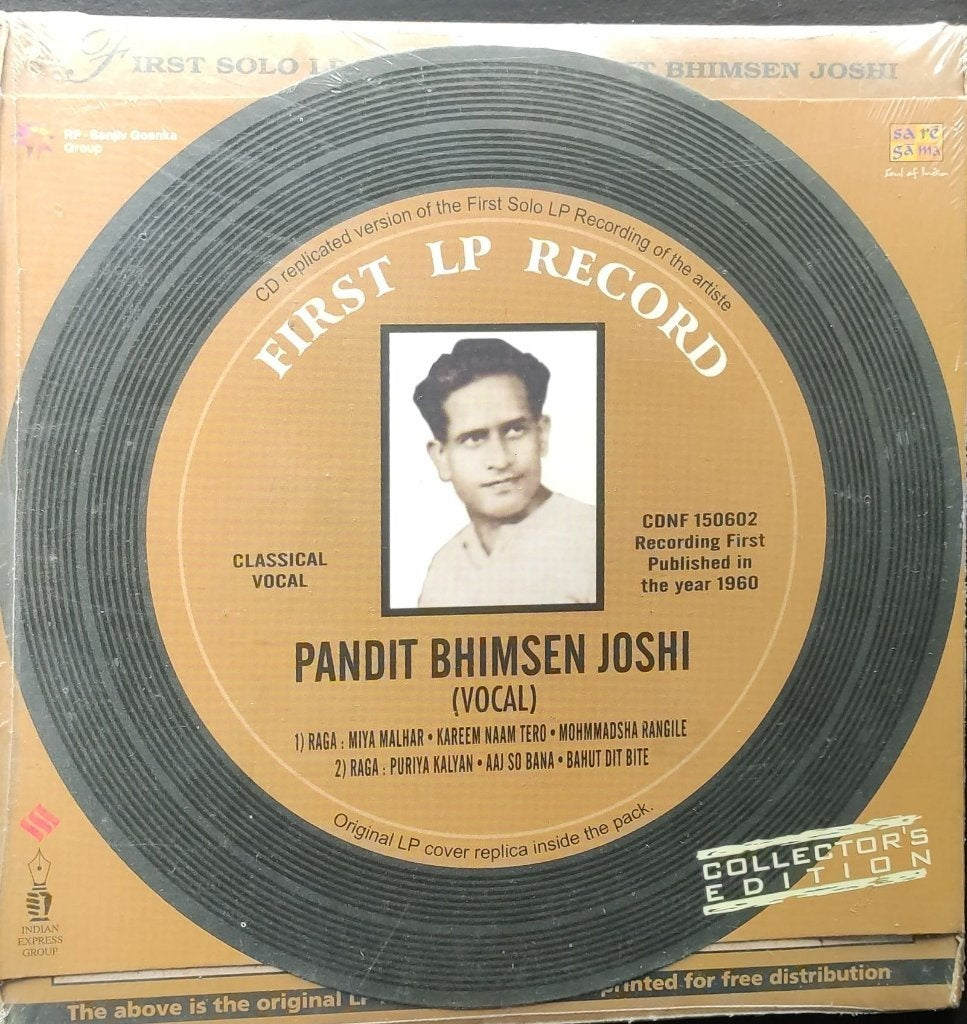 FIRST SOLO LP
BHIMSEN JOSHI
RP-Sanjiv Goenka
Group
sa re
ga ma
Soul of India
CD replicated version of the First Solo LP Recording of the artiste
FIRST LP RECORD
CLASSICAL
VOCAL
CDNF 150602
Recording First
Published in
the year 1960
PANDIT BHIMSEN JOSHI
(VOCAL)
1) RAGA : MIYA MALHAR • KAREEM NAAM TERO • MOHMMADSHA RANGILE
2) RAGA : PURIYA KALYAN • AAJ SO BANA • BAHUT DIT BITE
Original LP cover replica inside the pack.
COLLECTOR'S
EDITION
INDIAN
EXPRESS
GROUP
The above is the original
for free distribution